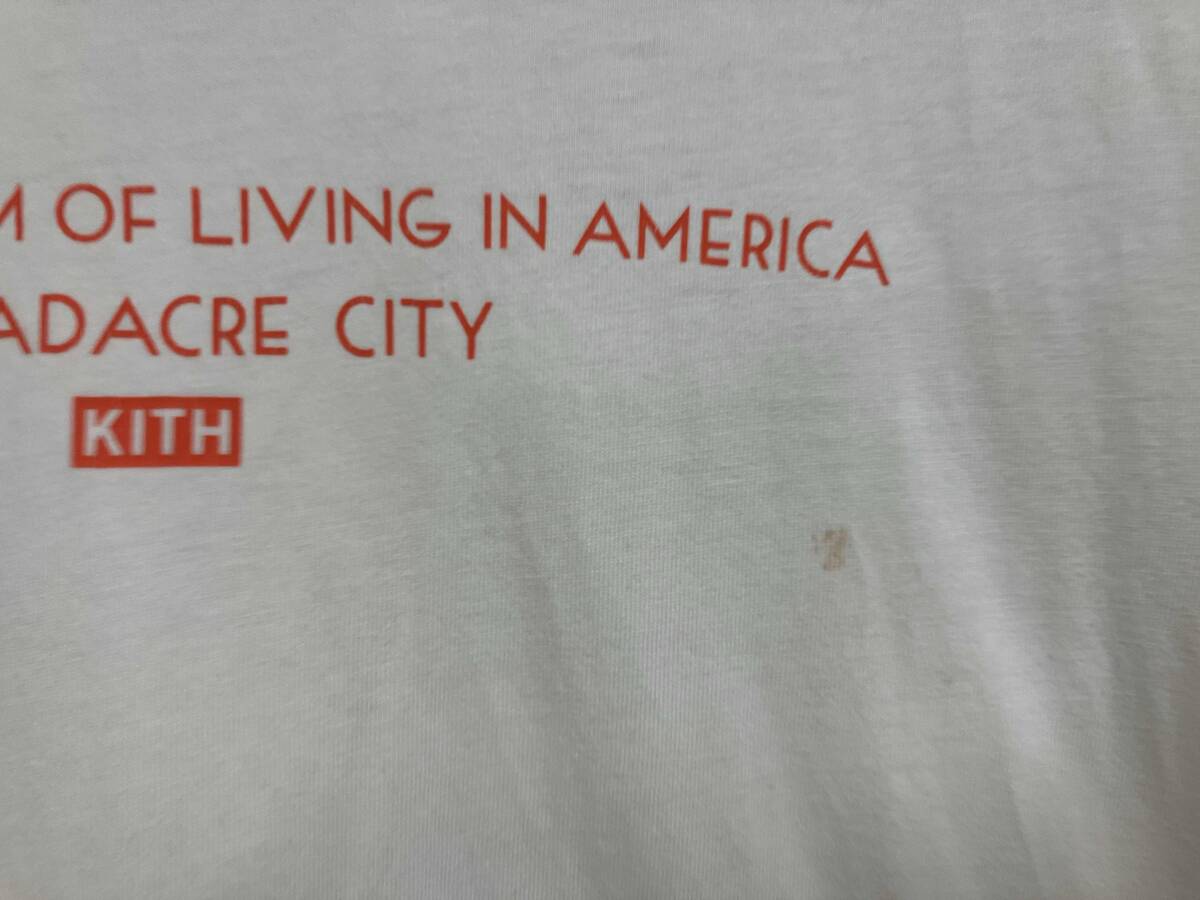 M OF LIVING IN AMERICA
ADACRE CITY
KITH